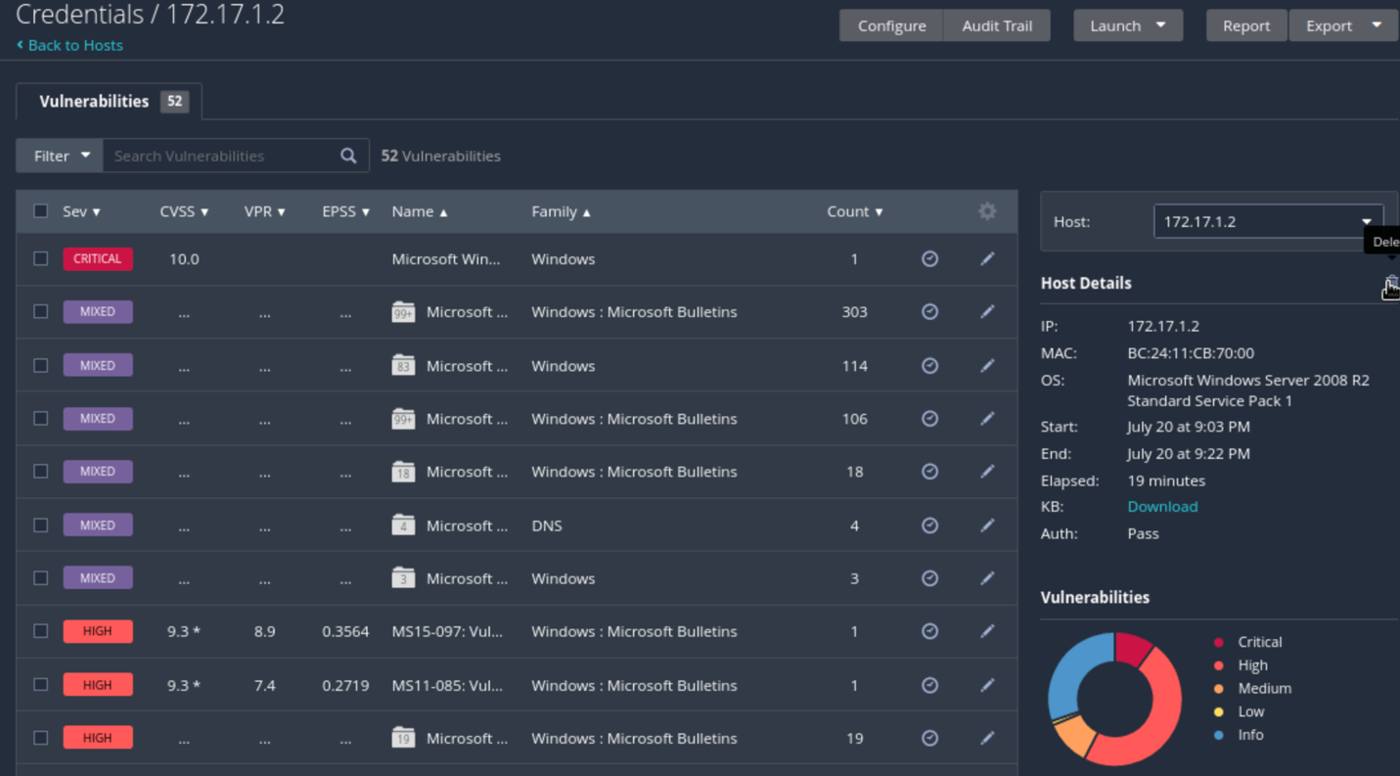 Credentials / 172.17.1.2
Back to Hosts
Configure Audit Trail Launch Report Export
Vulnerabilities 52
Filter Search Vulnerabilities 52 Vulnerabilities
Sev CVSS VPR EPSS Name Family Count
CRITICAL 10.0 Microsoft Win... Windows 1
MIXED ... ... ... 99+ Microsoft ... Windows : Microsoft Bulletins 303
MIXED ... ... ... 83 Microsoft ... Windows 114
MIXED ... ... ... 99+ Microsoft ... Windows : Microsoft Bulletins 106
MIXED ... ... ... 18 Microsoft ... Windows : Microsoft Bulletins 18
MIXED ... ... ... 4 Microsoft ... DNS 4
MIXED ... ... ... 3 Microsoft ... Windows 3
HIGH 9.3 * 8.9 0.3564 MS15-097: Vul... Windows : Microsoft Bulletins 1
HIGH 9.3 * 7.4 0.2719 MS11-085: Vul... Windows : Microsoft Bulletins 1
HIGH ... ... ... 19 Microsoft ... Windows : Microsoft Bulletins 19
Host: 172.17.1.2
Dele
Host Details
IP: 172.17.1.2
MAC: BC:24:11:CB:70:00
OS: Microsoft Windows Server 2008 R2
Standard Service Pack 1
Start: July 20 at 9:03 PM
End: July 20 at 9:22 PM
Elapsed: 19 minutes
KB: Download
Auth: Pass
Vulnerabilities
Critical
High
Medium
Low
Info